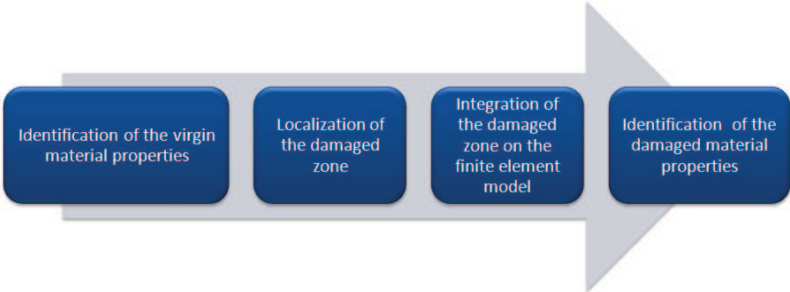 Identification of the virgin
material properties
Localization of
the damaged
zone
Integration of
the damaged
zone on the
finite element
model
Identification of the
damaged material
properties